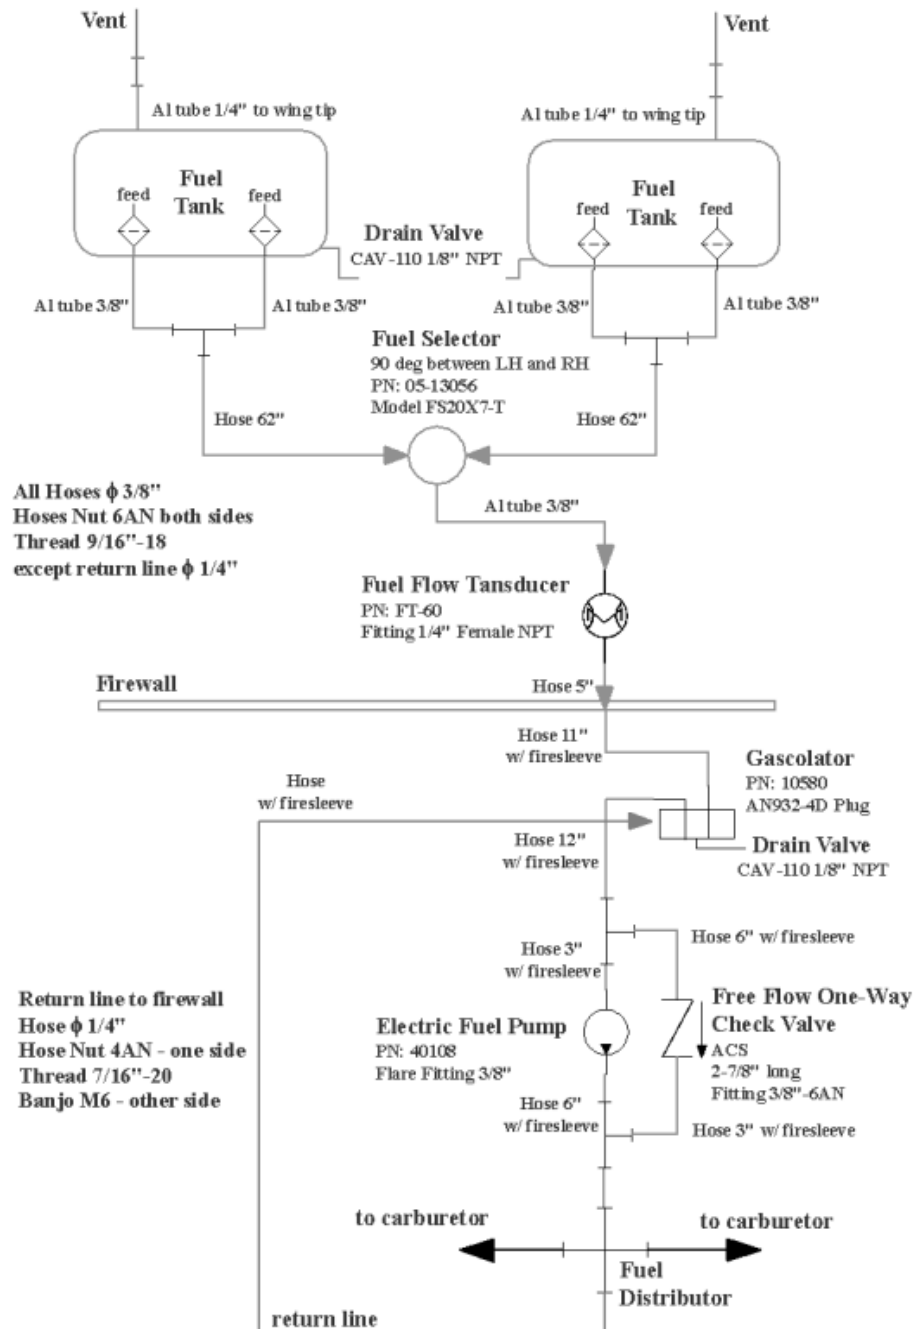 Vent
Vent
Al tube 1/4" to wing tip
Al tube 1/4" to wing tip
Fuel
Tank
feed
feed
Fuel
Tank
feed
feed
Drain Valve
CAV-110 1/8" NPT
Al tube 3/8"
Al tube 3/8"
Al tube 3/8"
Al tube 3/8"
Fuel Selector
90 deg between LH and RH
PN: 05-13056
Model FS20X7-T
Hose 62"
Hose 62"
All Hoses ϕ 3/8"
Hoses Nut 6AN both sides
Thread 9/16"-18
except return line ϕ 1/4"
Al tube 3/8"
Fuel Flow Tansducer
PN: FT-60
Fitting 1/4" Female NPT
Firewall
Hose 5"
Hose 11"
w/ firesleeve
Gascolator
PN: 10580
AN932-4D Plug
Hose
w/ firesleeve
Drain Valve
CAV-110 1/8" NPT
Hose 12"
w/ firesleeve
Hose 6" w/ firesleeve
Hose 3"
w/ firesleeve
Return line to firewall
Hose ϕ 1/4"
Hose Nut 4AN - one side
Thread 7/16"-20
Banjo M6 - other side
Electric Fuel Pump
PN: 40108
Flare Fitting 3/8"
Free Flow One-Way
Check Valve
ACS
2-7/8" long
Fitting 3/8"-6AN
Hose 6"
w/ firesleeve
Hose 3" w/ firesleeve
to carburetor
to carburetor
Fuel
Distributor
return line